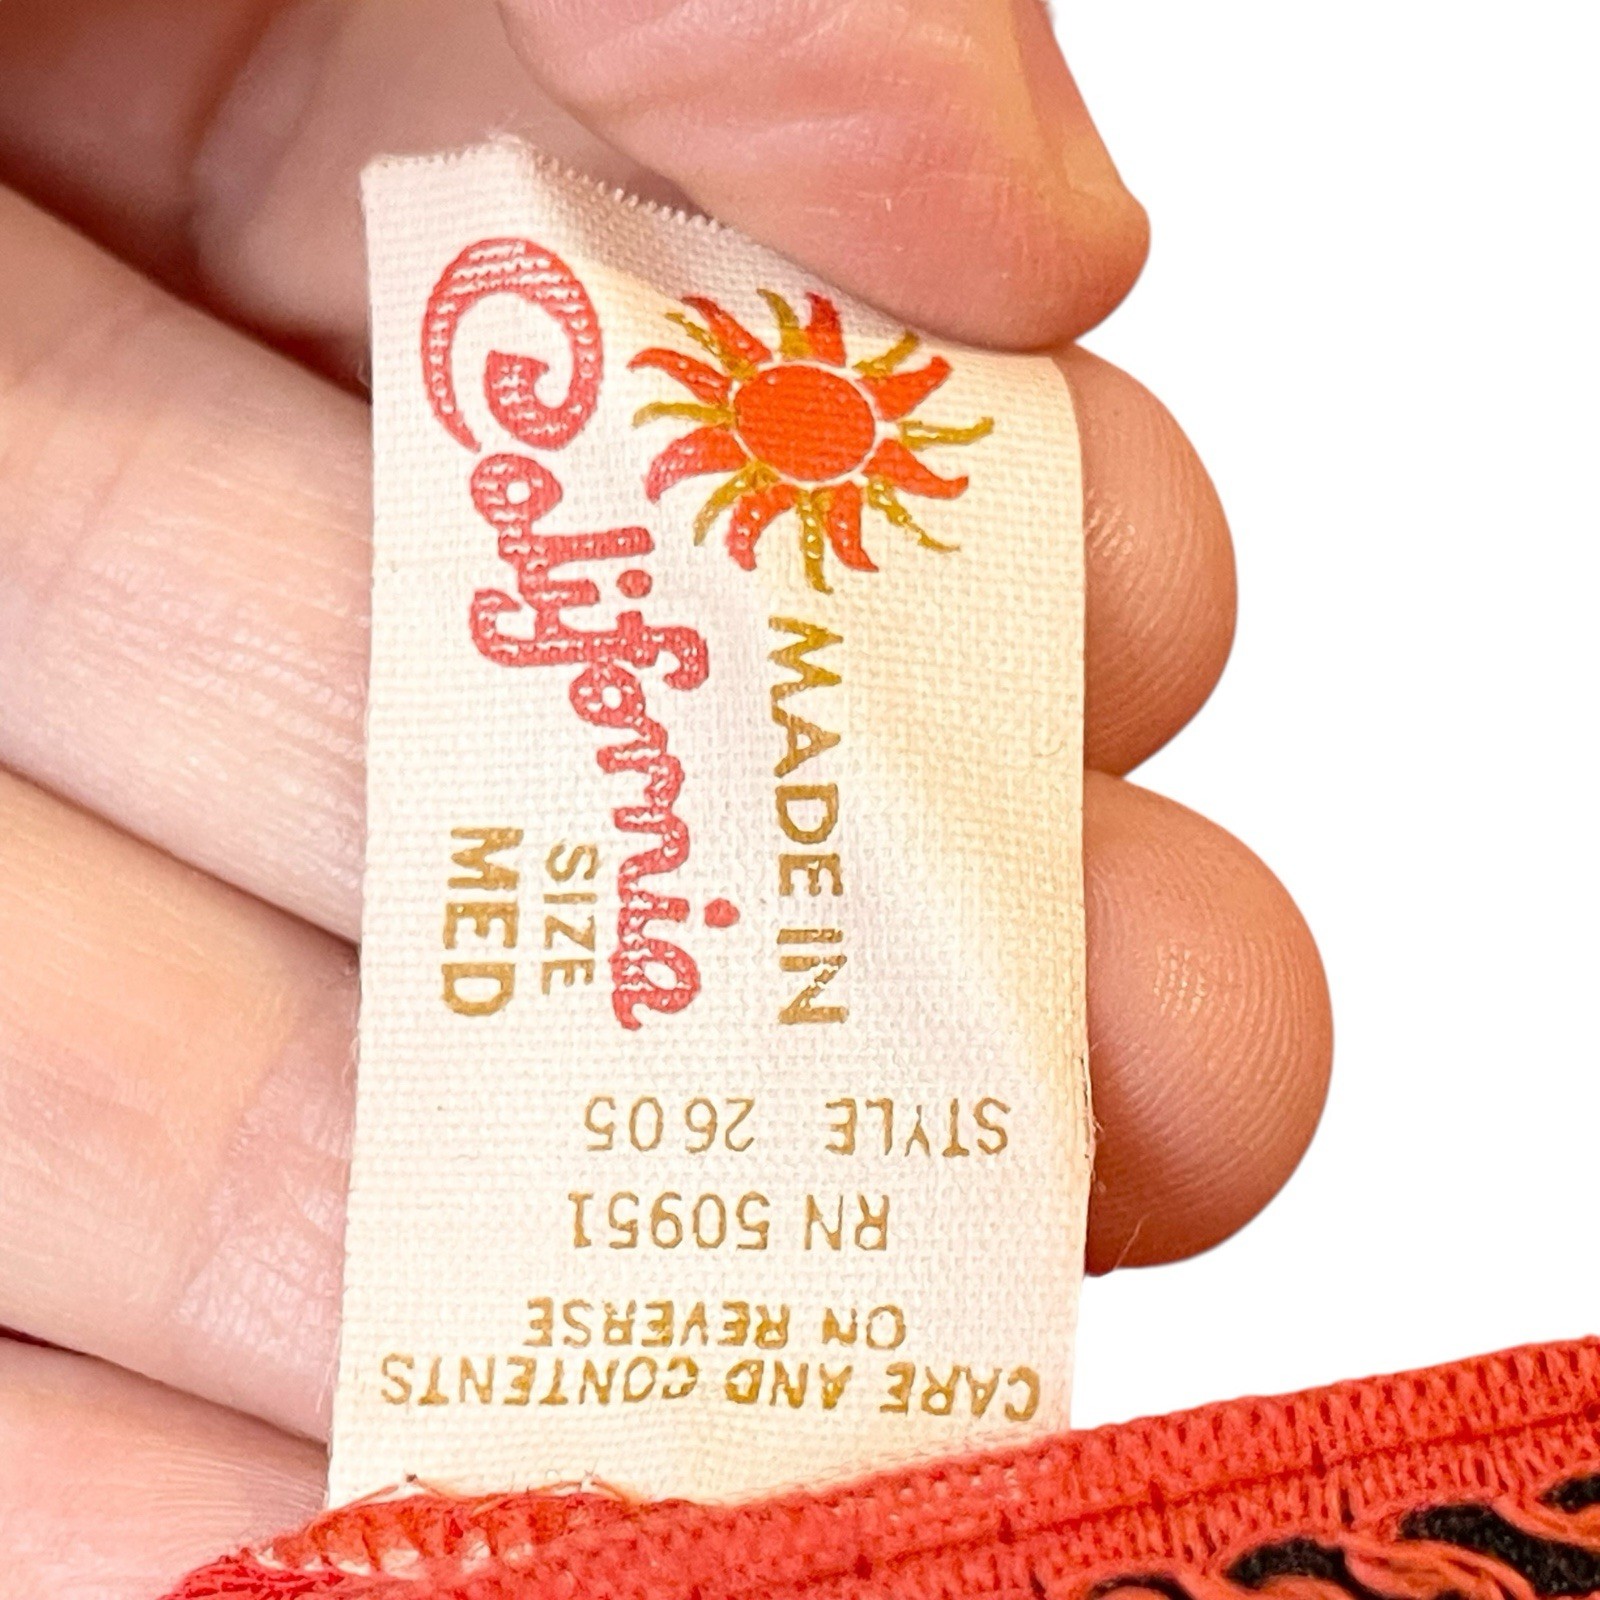 MADE IN
California
SIZE
MED
STYLE 2605
RN 50951
ON REVERSE
CARE AND CONTENTS